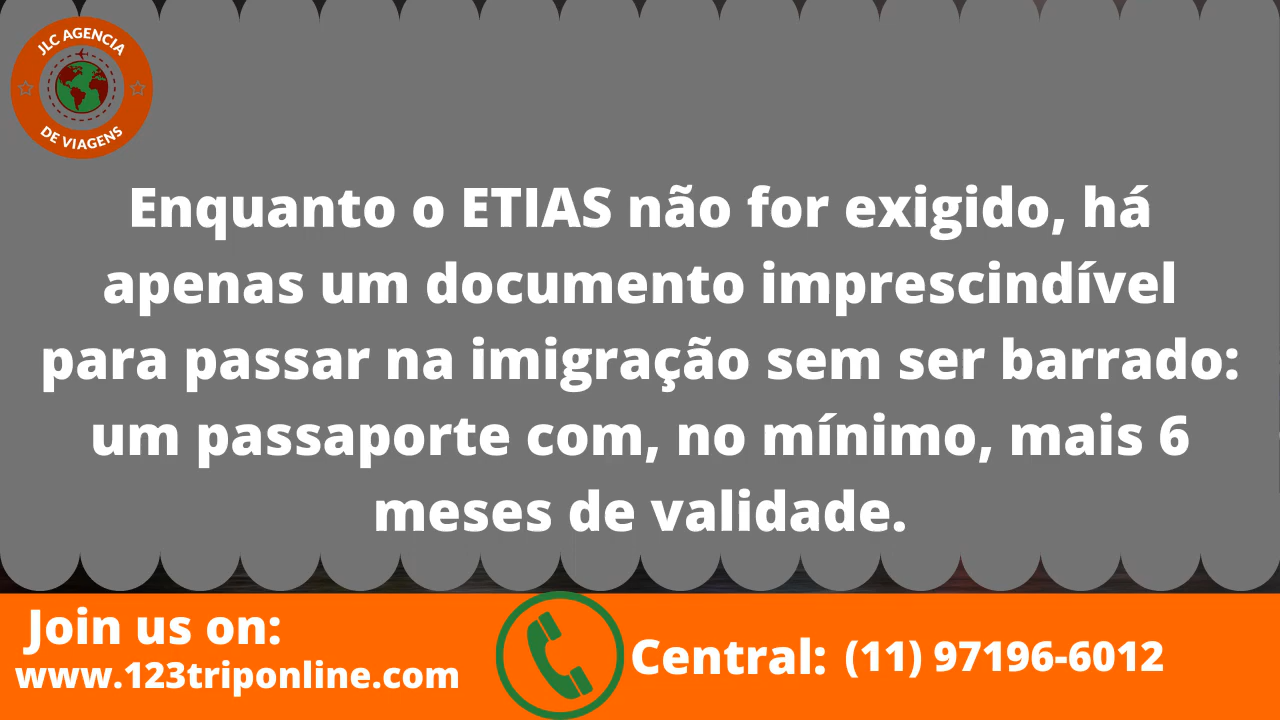 JLC AGENCIA
DE VIAGENS
Enquanto o ETIAS não for exigido, há
apenas um documento imprescindível
para passar na imigração sem ser barrado:
um passaporte com, no mínimo, mais 6
meses de validade.
Join us on:
www.123triponline.com
Central: (11) 97196-6012